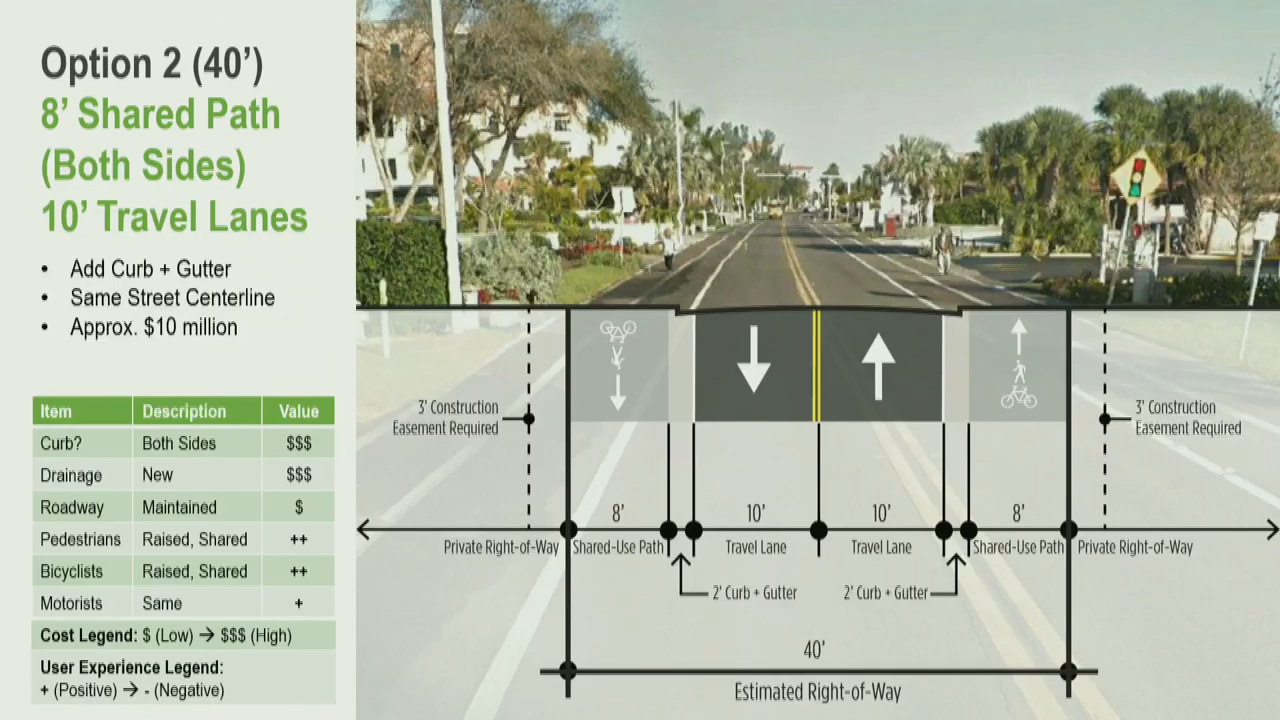 Option 2 (40’)
8’ Shared Path
(Both Sides)
10’ Travel Lanes
• Add Curb + Gutter
• Same Street Centerline
• Approx. $10 million
Item Description Value
Curb? Both Sides $$$
Drainage New $$$
Roadway Maintained $
Pedestrians Raised, Shared ++
Bicyclists Raised, Shared ++
Motorists Same +
Cost Legend: $ (Low) → $$$ (High)
User Experience Legend:
+ (Positive) → - (Negative)
3’ Construction
Easement Required
3’ Construction
Easement Required
8’ 10’ 10’ 8’
Private Right-of-Way Shared-Use Path Travel Lane Travel Lane Shared-Use Path Private Right-of-Way
2’ Curb + Gutter 2’ Curb + Gutter
40’
Estimated Right-of-Way